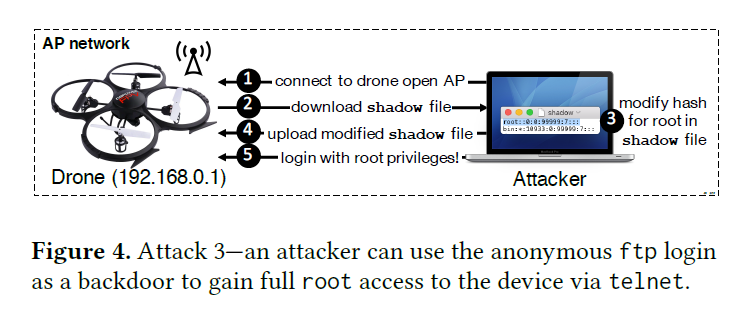 AP network
1 connect to drone open AP
2 download shadow file
4 upload modified shadow file
5 login with root privileges!
shadow
root::0:0:99999:7:::
bin:*:10933:0:99999:7:::
3 modify hash
for root in
shadow file
Drone (192.168.0.1)
Attacker
Figure 4. Attack 3—an attacker can use the anonymous ftp login
as a backdoor to gain full root access to the device via telnet.